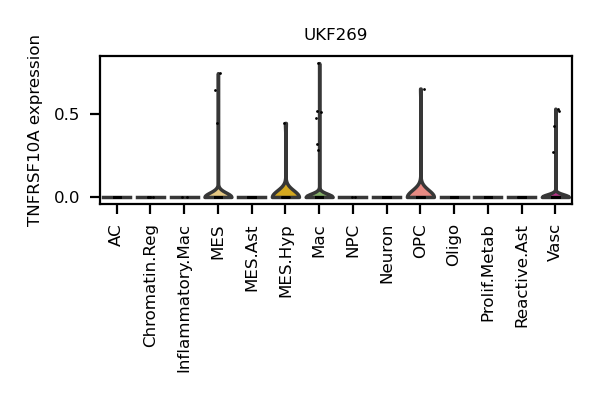 UKF269
TNFRSF10A expression
0.5
0.0
AC
Chromatin.Reg
Inflammatory.Mac
MES
MES.Ast
MES.Hyp
Mac
NPC
Neuron
OPC
Oligo
Prolif.Metab
Reactive.Ast
Vasc